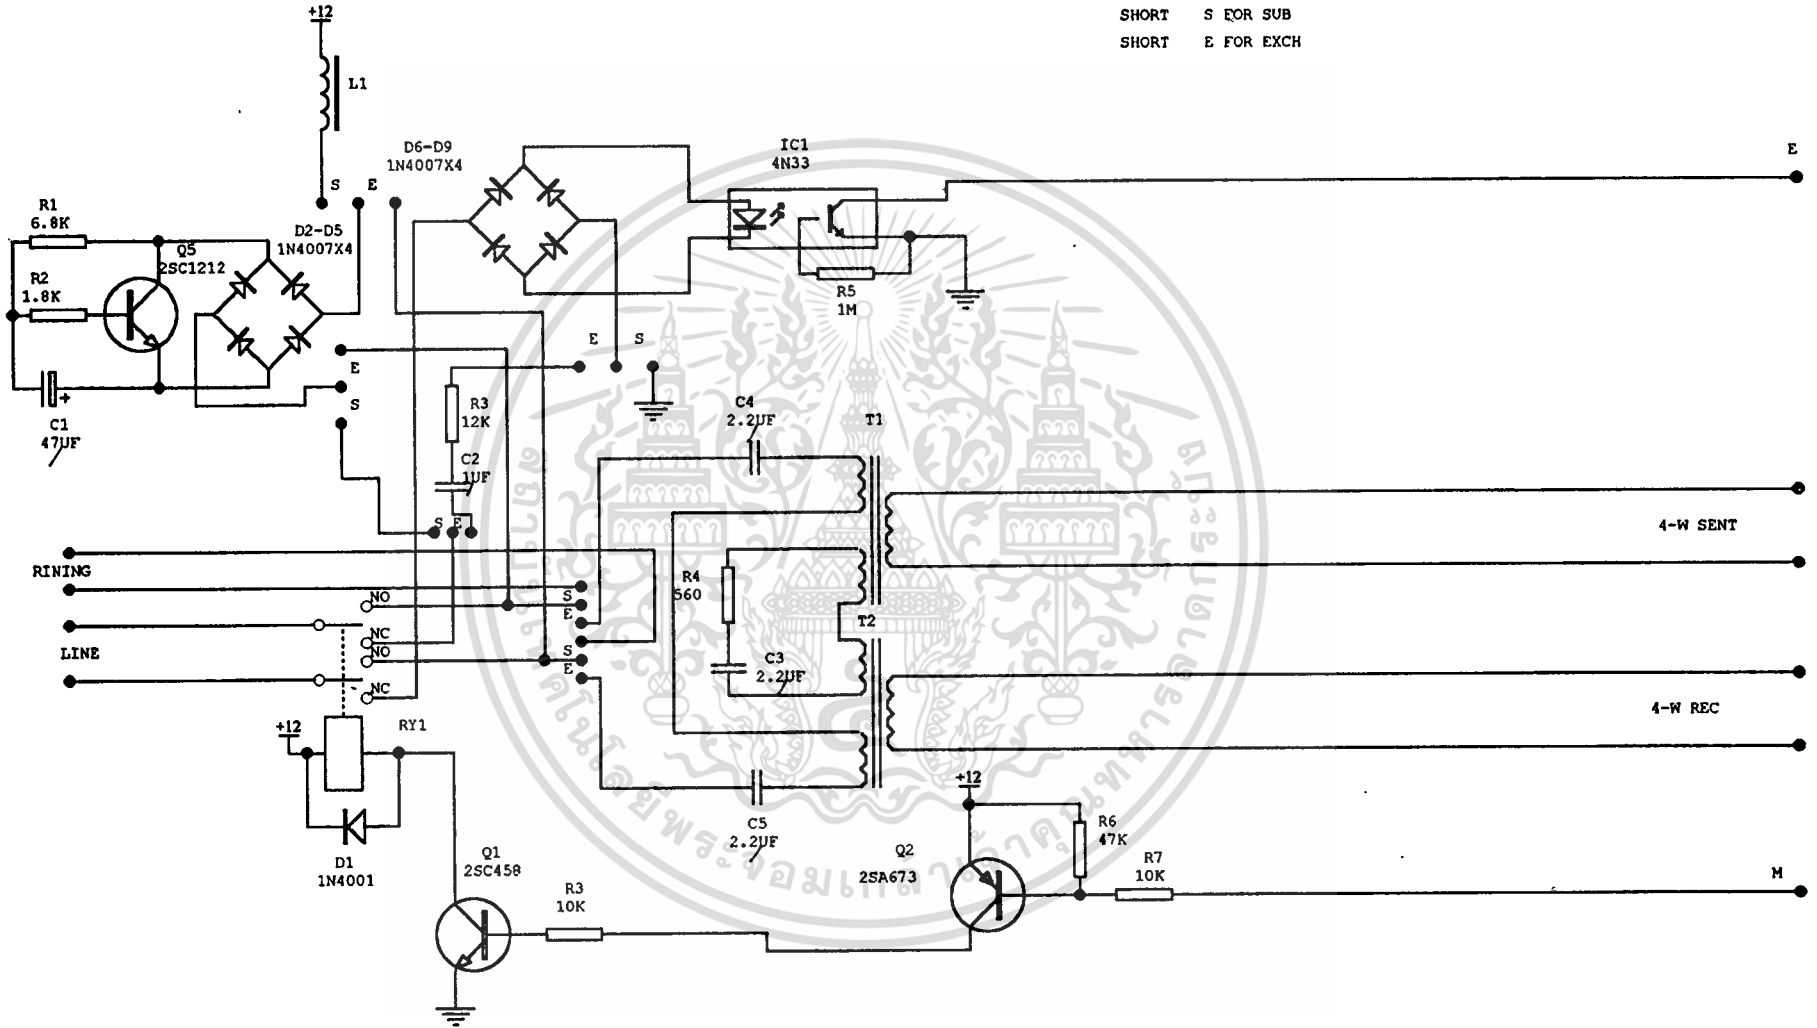 SHORT S FOR SUB
SHORT E FOR EXCH
+12
L1
D6-D9
1N4007X4
IC1
4N33
E
S E
R1
6.8K
Q5
2SC1212
D2-D5
1N4007X4
R2
1.8K
R5
1M
E S
E
S
+
C1
47UF
R3
12K
C2
1UF
C4
2.2UF
T1
S E
4-W SENT
RINING
R4
560
NO
S
E
T2
NC
LINE
NO
S
E
C3
2.2UF
NC
4-W REC
+12
RY1
+12
C5
2.2UF
R6
47K
D1
1N4001
Q1
2SC458
Q2
2SA673
R7
10K
M
R3
10K